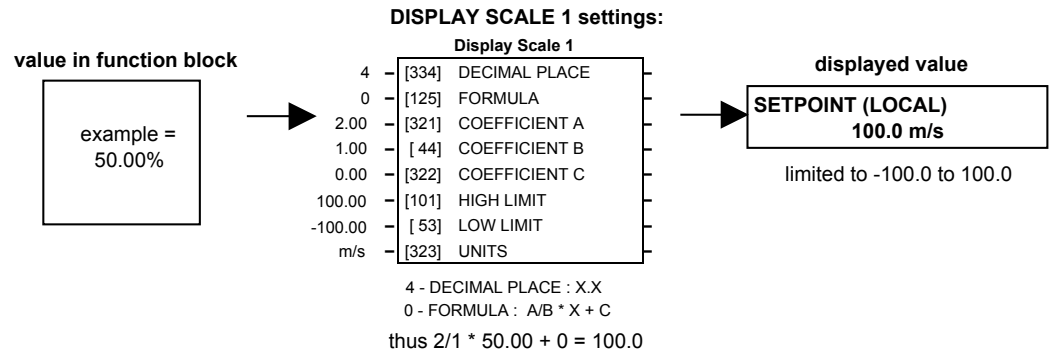 DISPLAY SCALE 1 settings:
value in function block
example =
50.00%
Display Scale 1
4 [334] DECIMAL PLACE
0 [125] FORMULA
2.00 [321] COEFFICIENT A
1.00 [ 44] COEFFICIENT B
0.00 [322] COEFFICIENT C
100.00 [101] HIGH LIMIT
-100.00 [ 53] LOW LIMIT
m/s [323] UNITS
4 - DECIMAL PLACE : X.X
0 - FORMULA : A/B * X + C
thus 2/1 * 50.00 + 0 = 100.0
displayed value
SETPOINT (LOCAL)
100.0 m/s
limited to -100.0 to 100.0